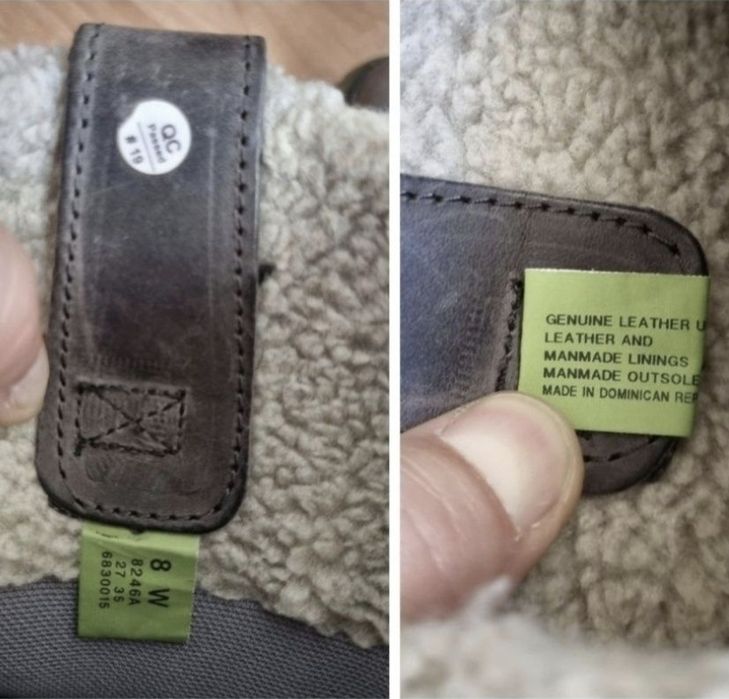 QC
Passed
# 19
8 W
8246A
27 35
6830015
GENUINE LEATHER U
LEATHER AND
MANMADE LININGS
MANMADE OUTSOLE
MADE IN DOMINICAN REP